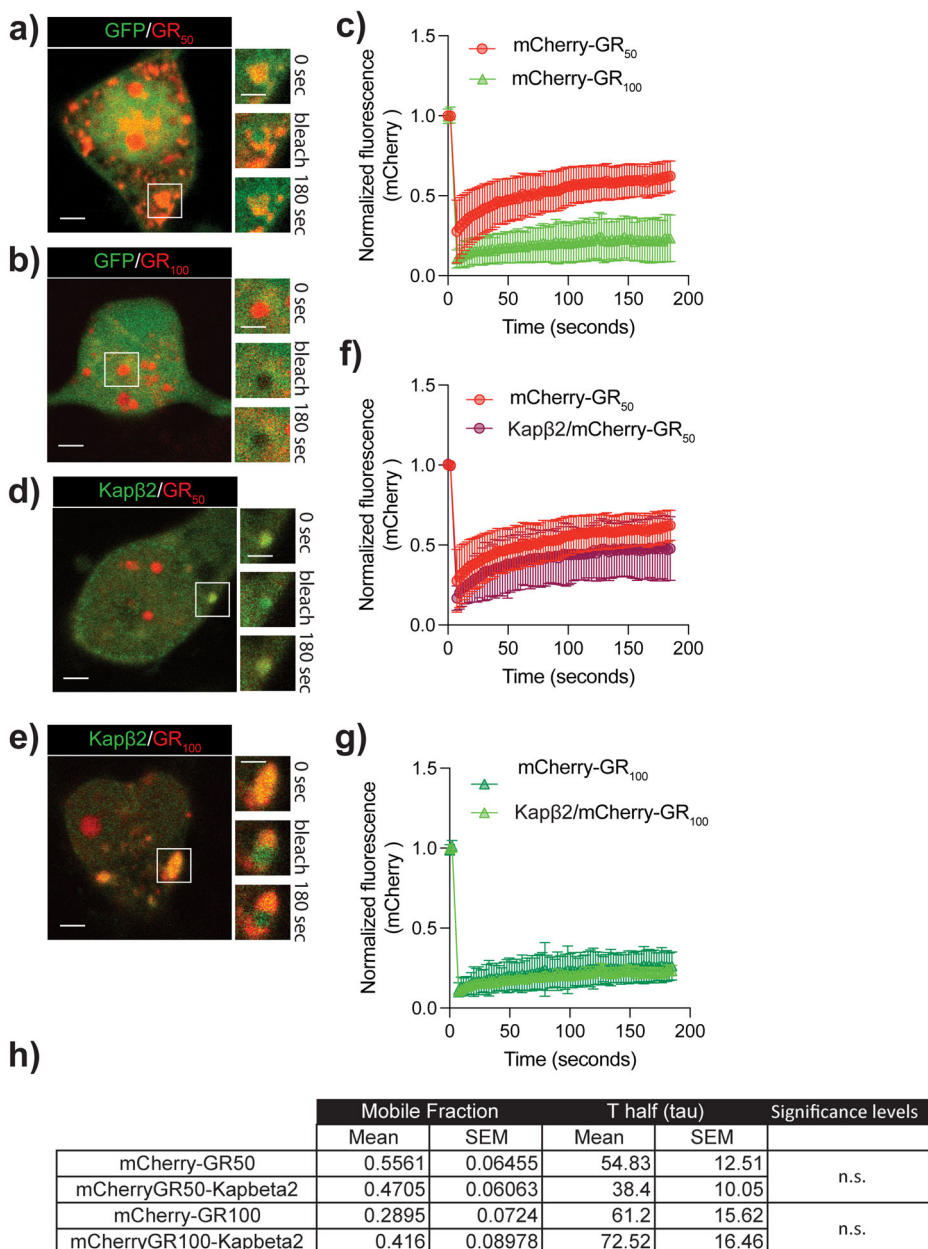 a)
GFP/GR50
0 sec
bleach
180 sec
b)
GFP/GR100
0 sec
bleach
180 sec
c)
mCherry-GR50
mCherry-GR100
Normalized fluorescence
(mCherry )
1.5
1.0
0.5
0.0
0 50 100 150 200
Time (seconds)
d)
Kapβ2/GR50
0 sec
bleach
180 sec
e)
Kapβ2/GR100
0 sec
bleach
180 sec
f)
mCherry-GR50
Kapβ2/mCherry-GR50
Normalized fluorescence
(mCherry )
1.5
1.0
0.5
0.0
0 50 100 150 200
Time (seconds)
g)
mCherry-GR100
Kapβ2/mCherry-GR100
Normalized fluorescence
(mCherry )
1.5
1.0
0.5
0.0
0 50 100 150 200
Time (seconds)
h)
Mobile Fraction T half (tau) Significance levels
Mean SEM Mean SEM
mCherry-GR50 0.5561 0.06455 54.83 12.51
n.s.
mCherryGR50-Kapbeta2 0.4705 0.06063 38.4 10.05
mCherry-GR100 0.2895 0.0724 61.2 15.62
n.s.
mCherryGR100-Kapbeta2 0.416 0.08978 72.52 16.46